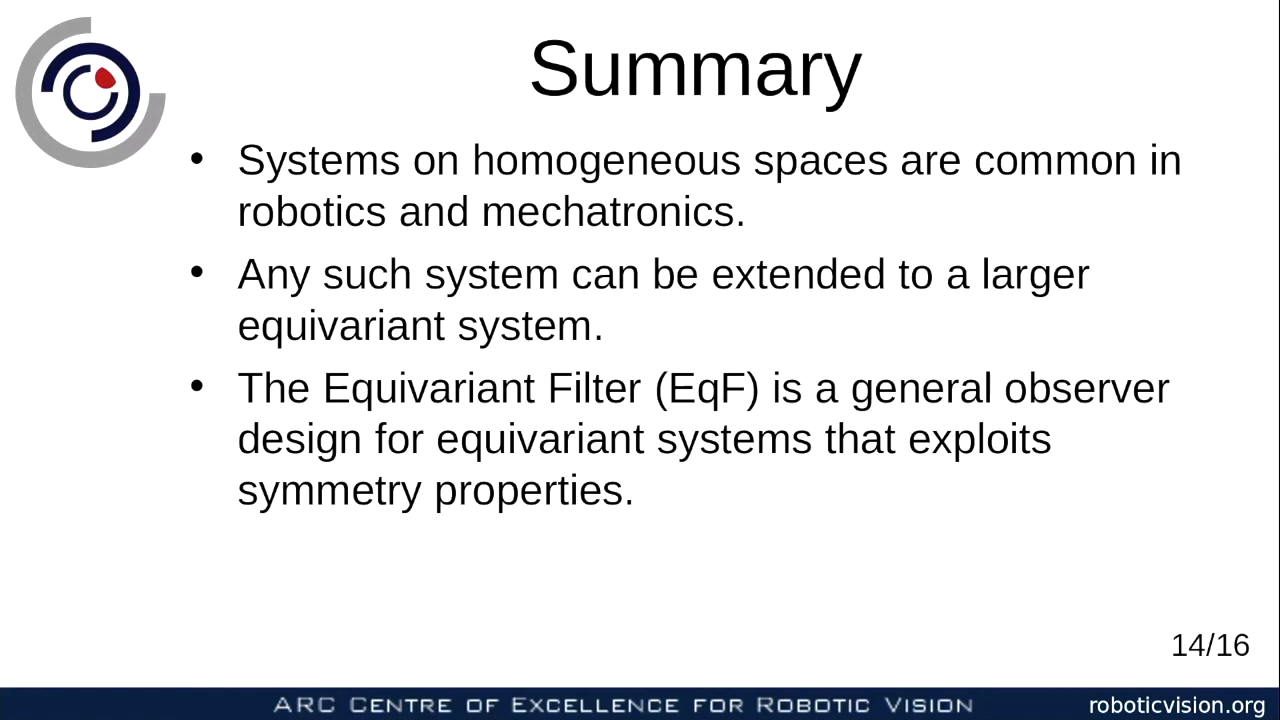 Summary
• Systems on homogeneous spaces are common in
robotics and mechatronics.
• Any such system can be extended to a larger
equivariant system.
• The Equivariant Filter (EqF) is a general observer
design for equivariant systems that exploits
symmetry properties.
14/16
ARC Centre of Excellence for Robotic Vision
roboticvision.org